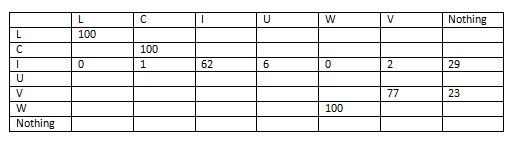 L C I U W V Nothing
L 100
C 100
I 0 1 62 6 0 2 29
U
V 77 23
W 100
Nothing